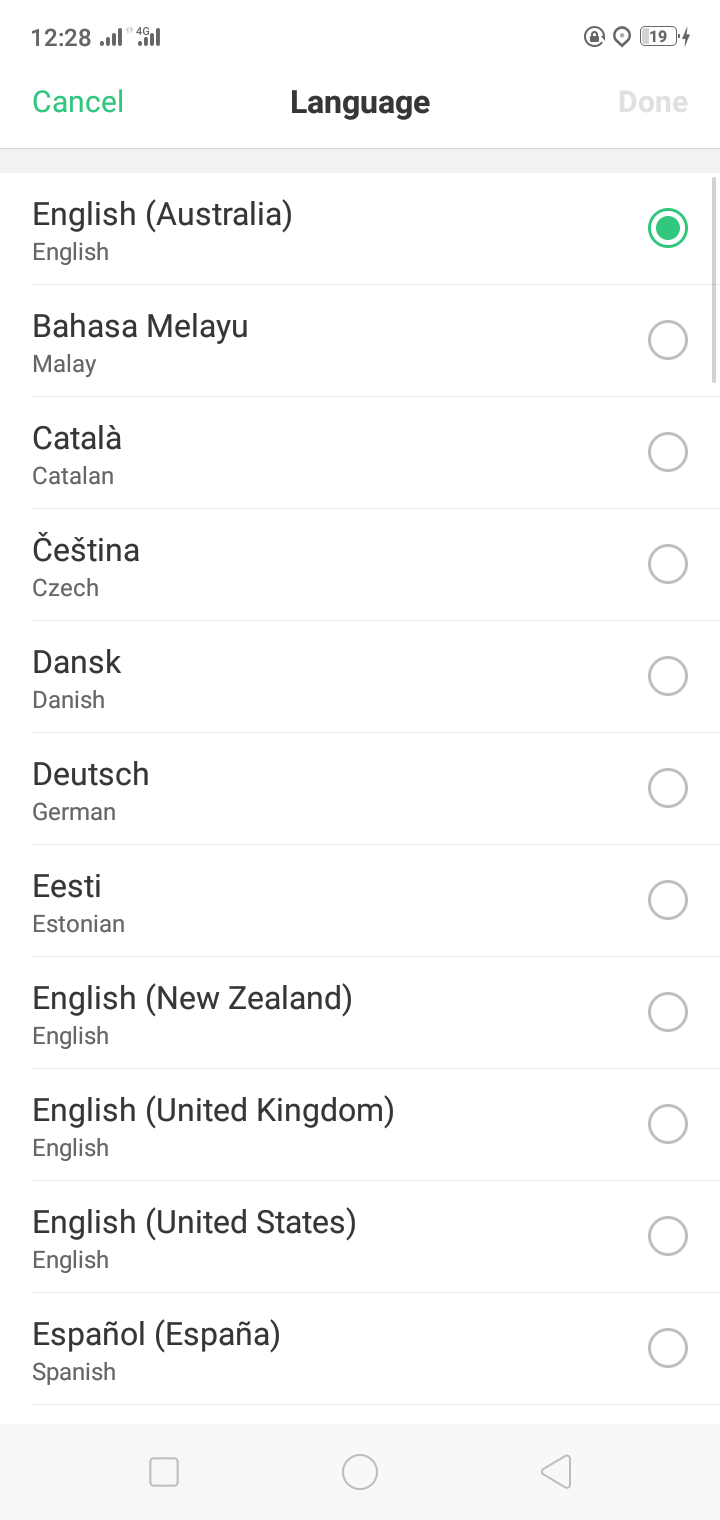 12:28 4G 19
Cancel Language Done
English (Australia)
English
Bahasa Melayu
Malay
Català
Catalan
Čeština
Czech
Dansk
Danish
Deutsch
German
Eesti
Estonian
English (New Zealand)
English
English (United Kingdom)
English
English (United States)
English
Español (España)
Spanish